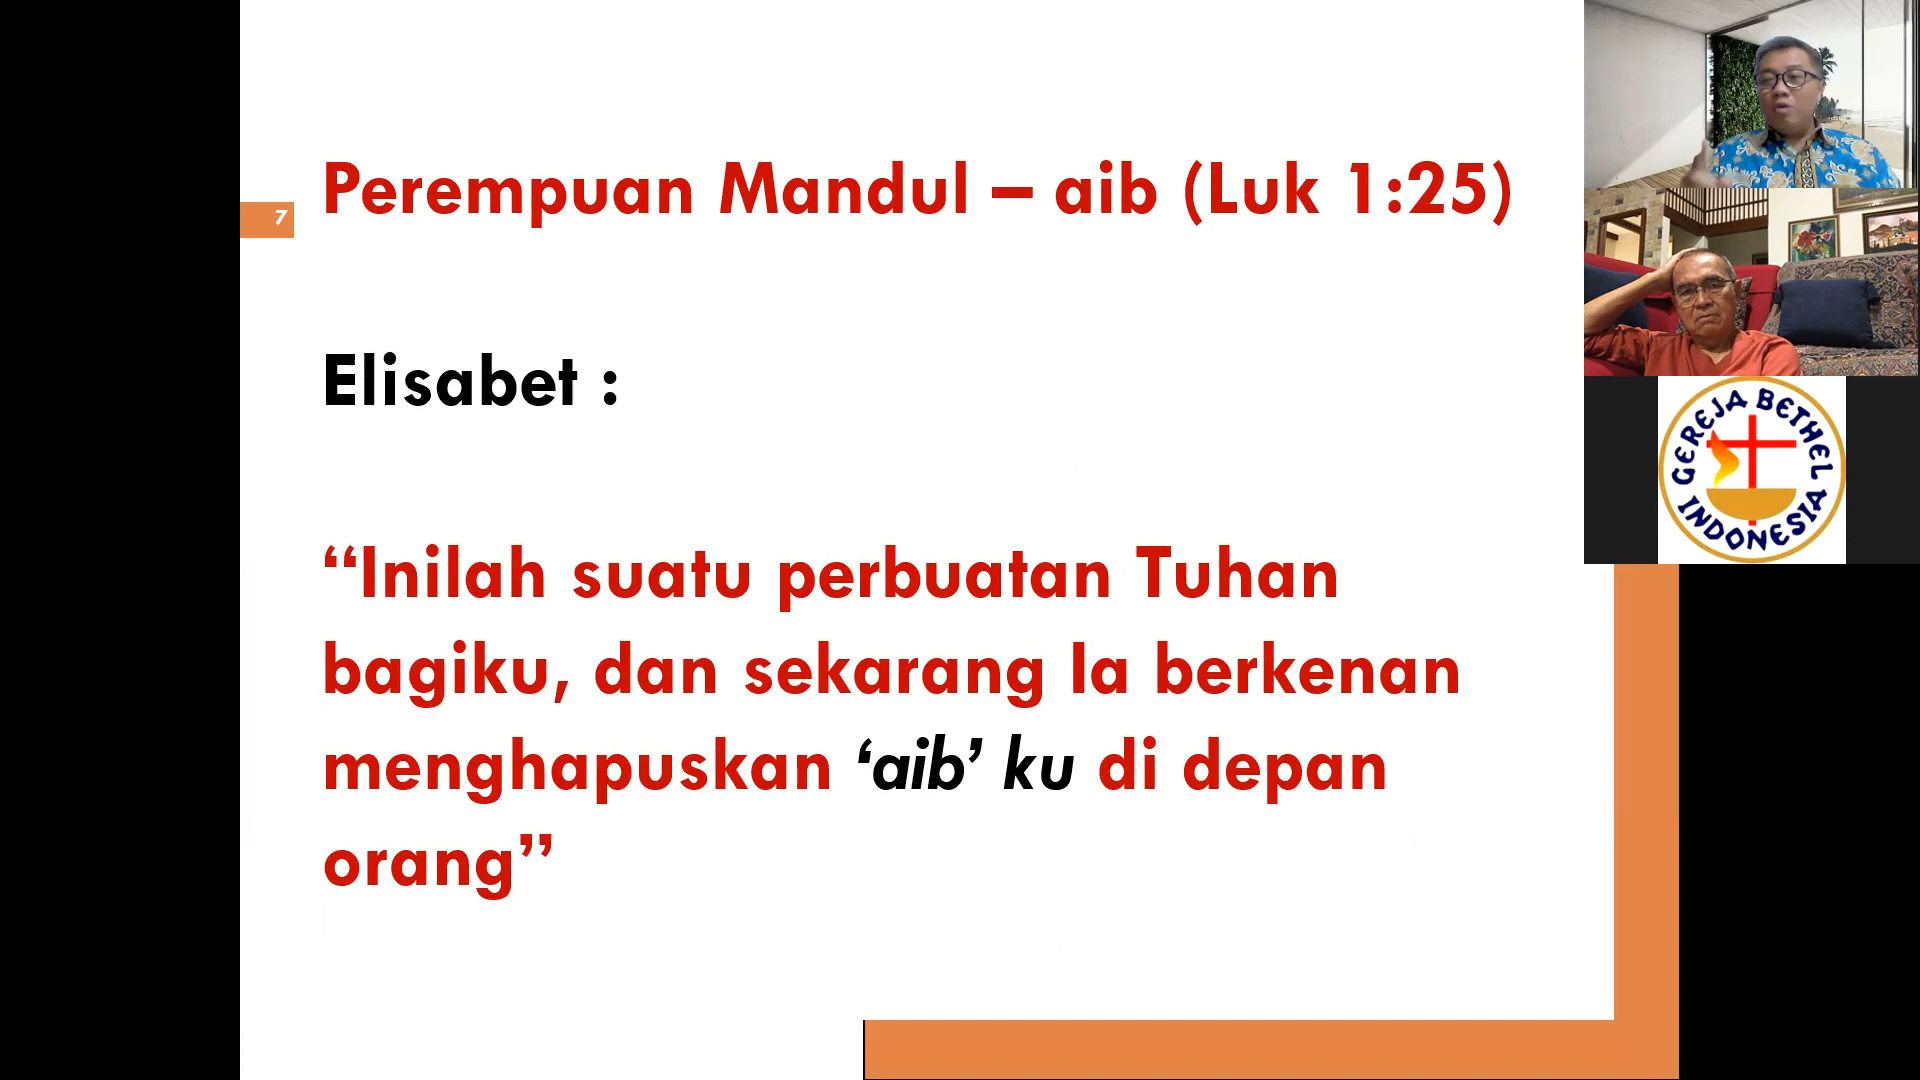 7
Perempuan Mandul – aib (Luk 1:25)
Elisabet :
“Inilah suatu perbuatan Tuhan
bagiku, dan sekarang Ia berkenan
menghapuskan ‘aib’ ku di depan
orang”
GEREJA BETHEL
INDONESIA